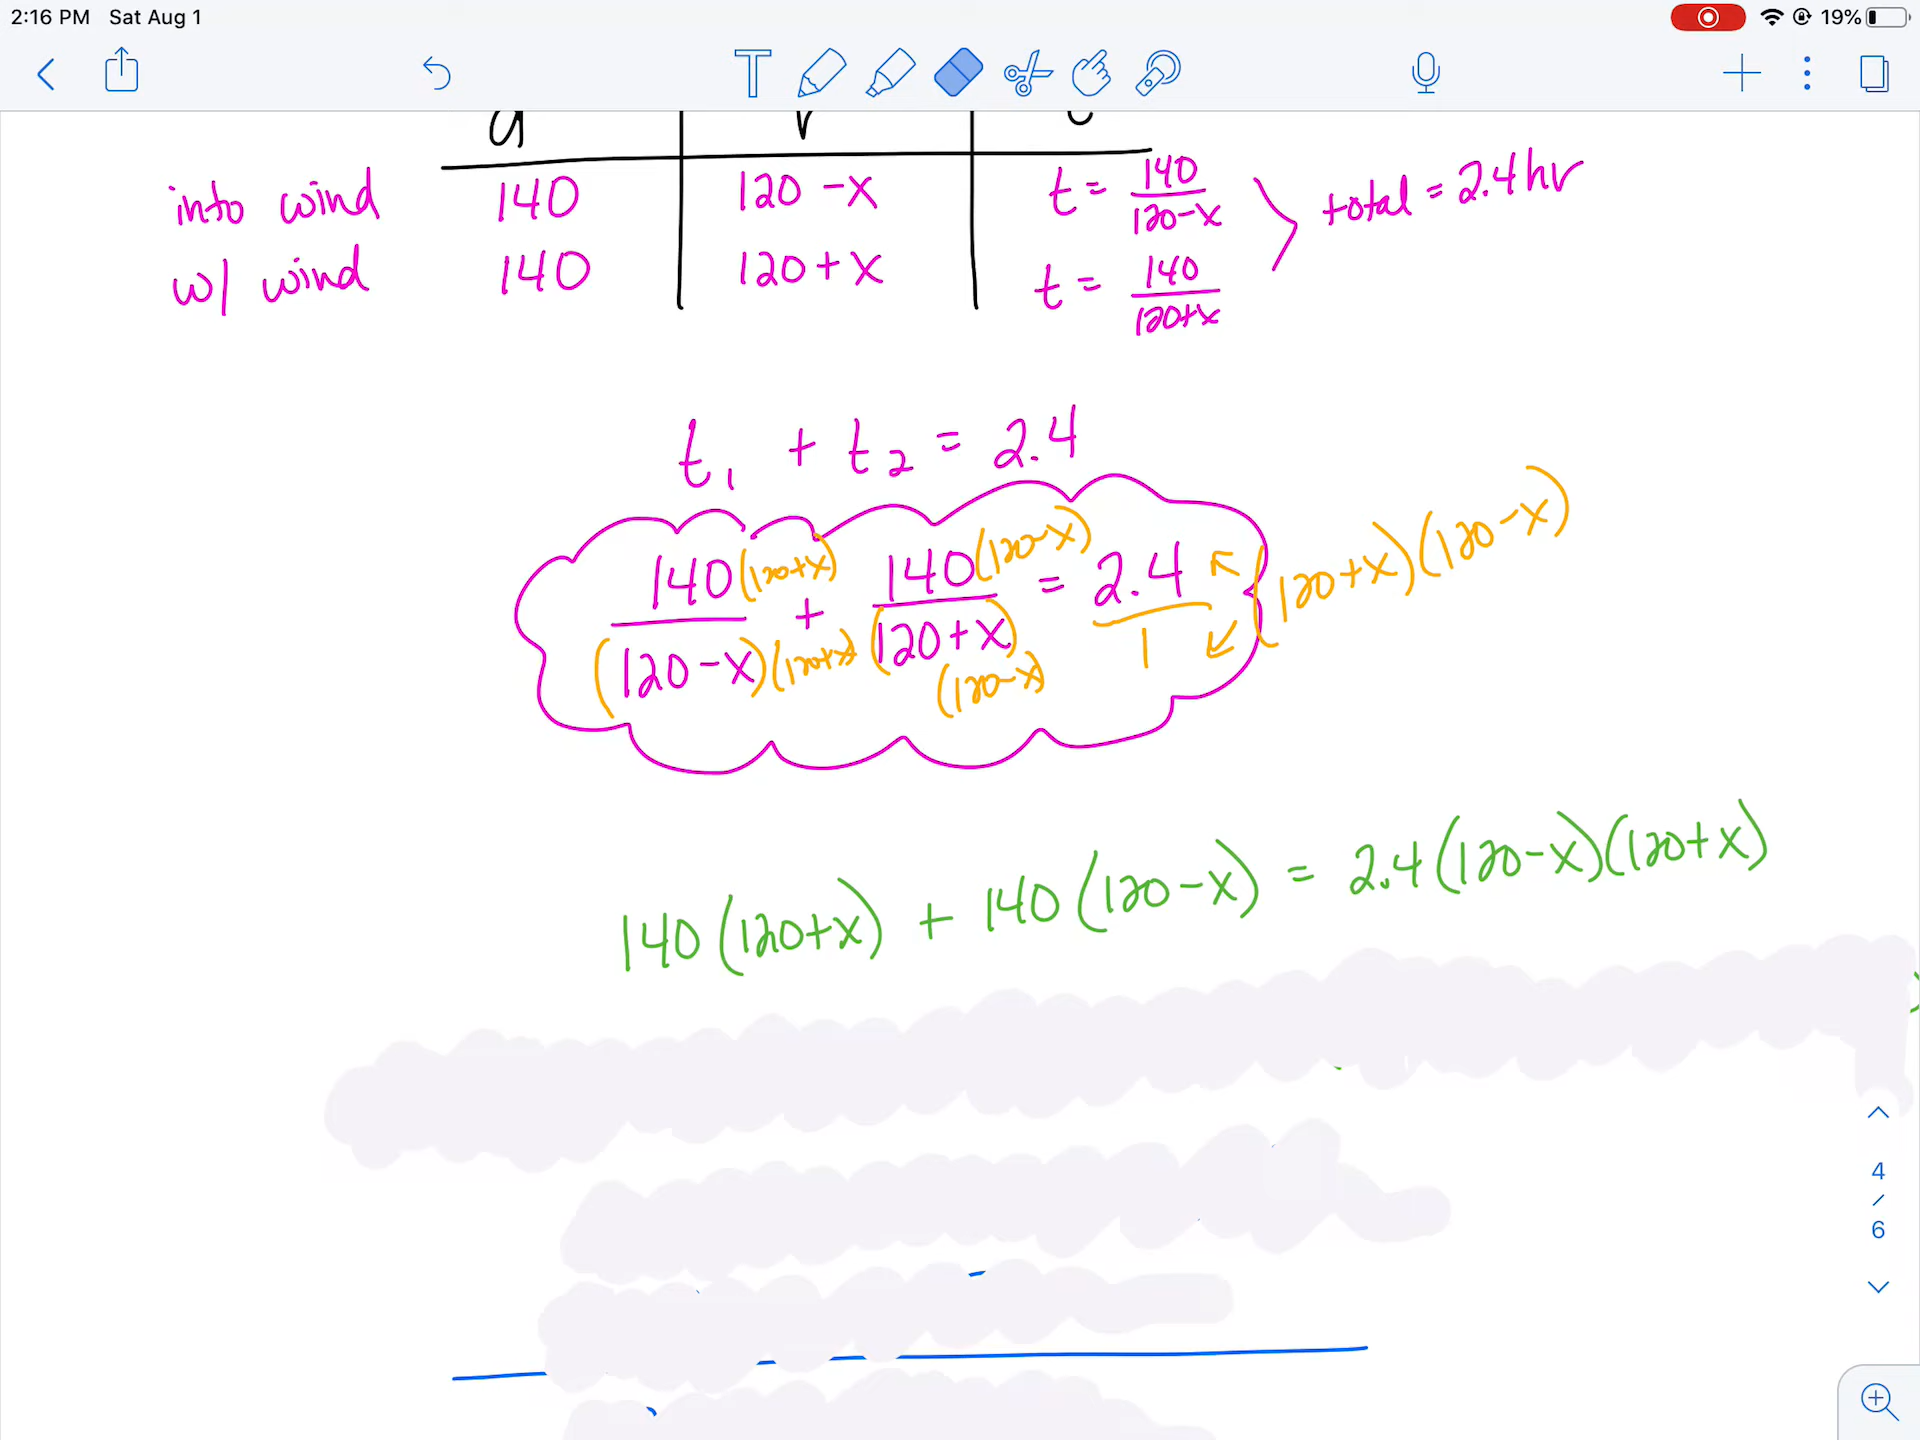 2:16 PM Sat Aug 1 19%
T
d r t
into wind 140 120 - x t = 140/(120-x)
w/ wind 140 120 + x t = 140/(120+x)
total = 2.4 hr
t₁ + t₂ = 2.4
140(120+x)/(120-x)(120+x) + 140(120-x)/(120+x)(120-x) = 2.4/1 (120+x)(120-x)
140(120+x) + 140(120-x) = 2.4(120-x)(120+x)
4
/
6